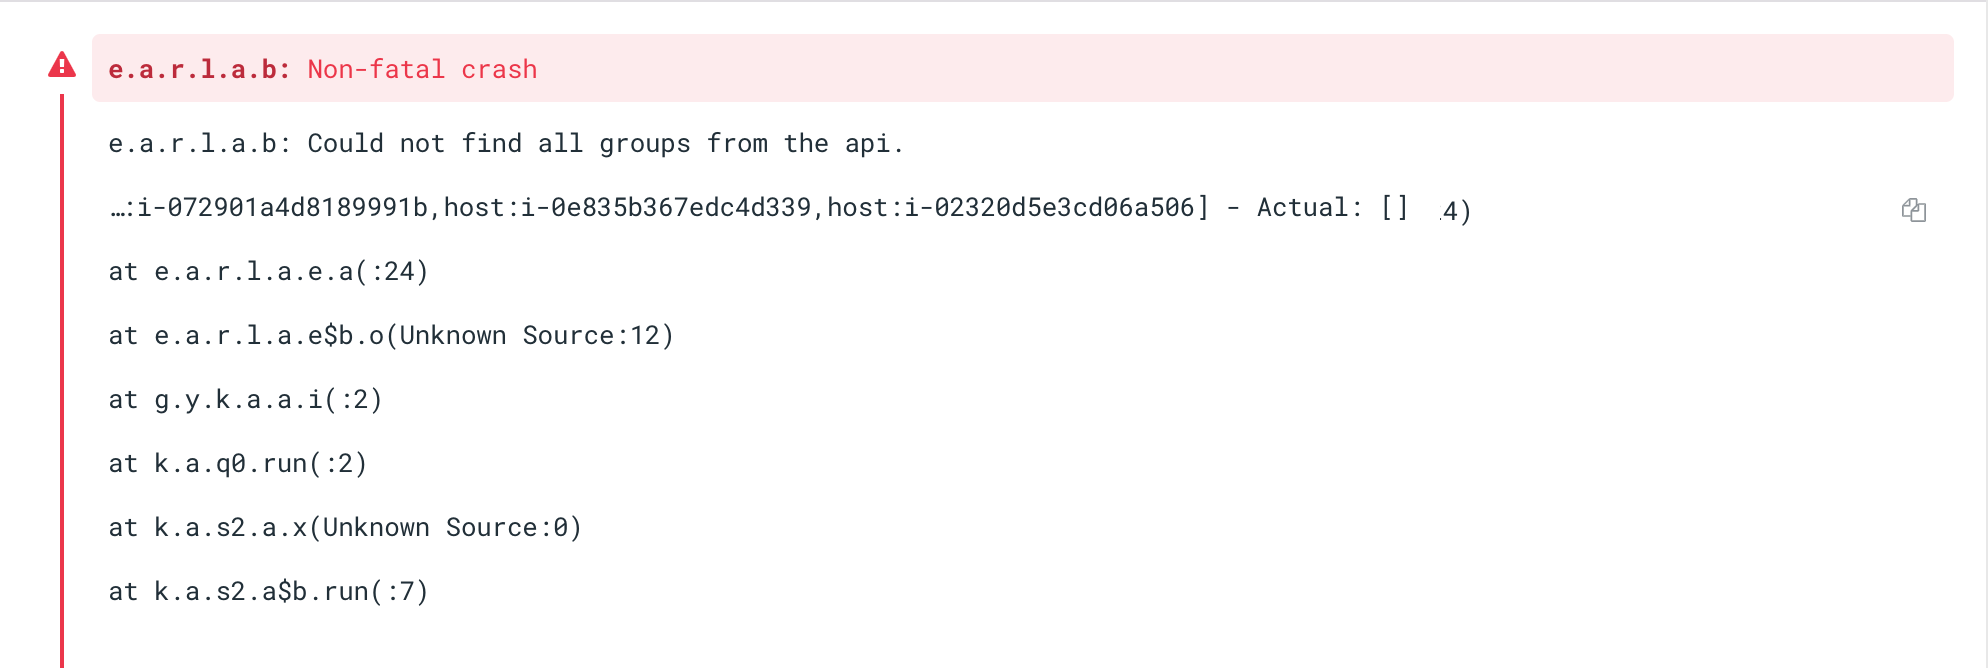 e.a.r.l.a.b: Non-fatal crash
e.a.r.l.a.b: Could not find all groups from the api.
…:i-072901a4d8189991b,host:i-0e835b367edc4d339,host:i-02320d5e3cd06a506] - Actual: [] .4)
at e.a.r.l.a.e.a(:24)
at e.a.r.l.a.e$b.o(Unknown Source:12)
at g.y.k.a.a.i(:2)
at k.a.q0.run(:2)
at k.a.s2.a.x(Unknown Source:0)
at k.a.s2.a$b.run(:7)